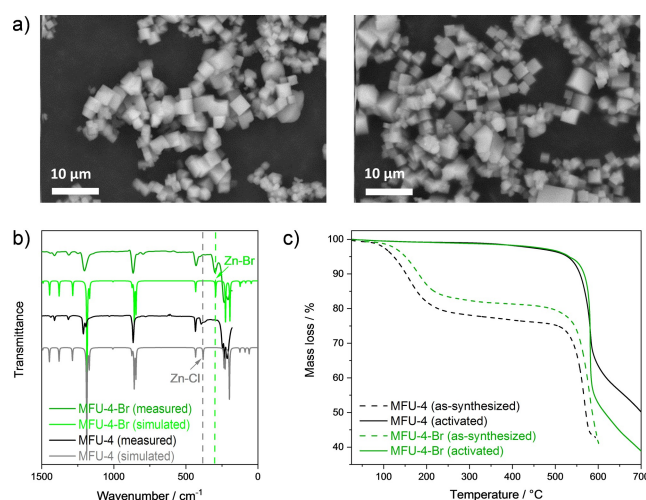 a)
10 µm
10 µm
b)
Transmittance
Zn-Br
Zn-Cl
MFU-4-Br (measured)
MFU-4-Br (simulated)
MFU-4 (measured)
MFU-4 (simulated)
1500 1000 500 0
Wavenumber / cm⁻¹
c)
Mass loss / %
100
90
80
70
60
50
40
MFU-4 (as-synthesized)
MFU-4 (activated)
MFU-4-Br (as-synthesized)
MFU-4-Br (activated)
100 200 300 400 500 600 700
Temperature / °C